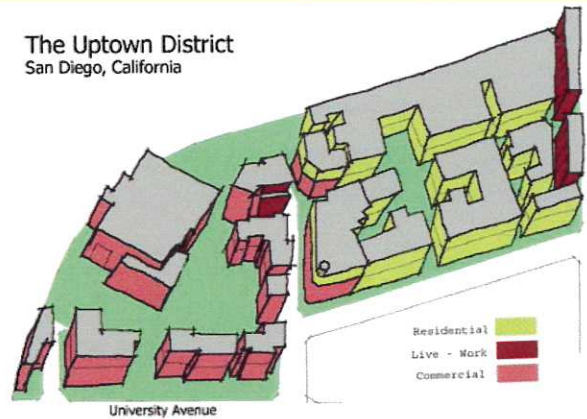 The Uptown District
San Diego, California
Residential
Live - Work
Commercial
University Avenue